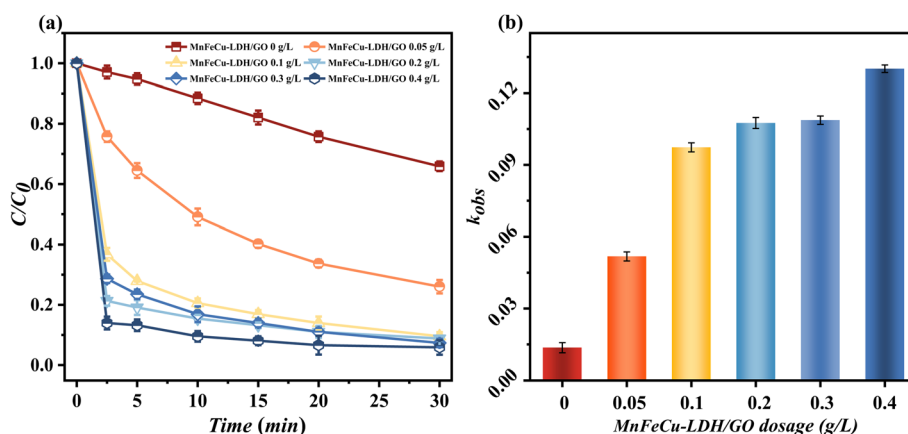 (a)
MnFeCu-LDH/GO 0 g/L MnFeCu-LDH/GO 0.05 g/L
MnFeCu-LDH/GO 0.1 g/L MnFeCu-LDH/GO 0.2 g/L
MnFeCu-LDH/GO 0.3 g/L MnFeCu-LDH/GO 0.4 g/L
1.0
0.8
0.6
0.4
0.2
0.0
C/C0
0 5 10 15 20 25 30
Time (min)
(b)
0.12
0.09
0.06
0.03
0.00
kobs
0 0.05 0.1 0.2 0.3 0.4
MnFeCu-LDH/GO dosage (g/L)